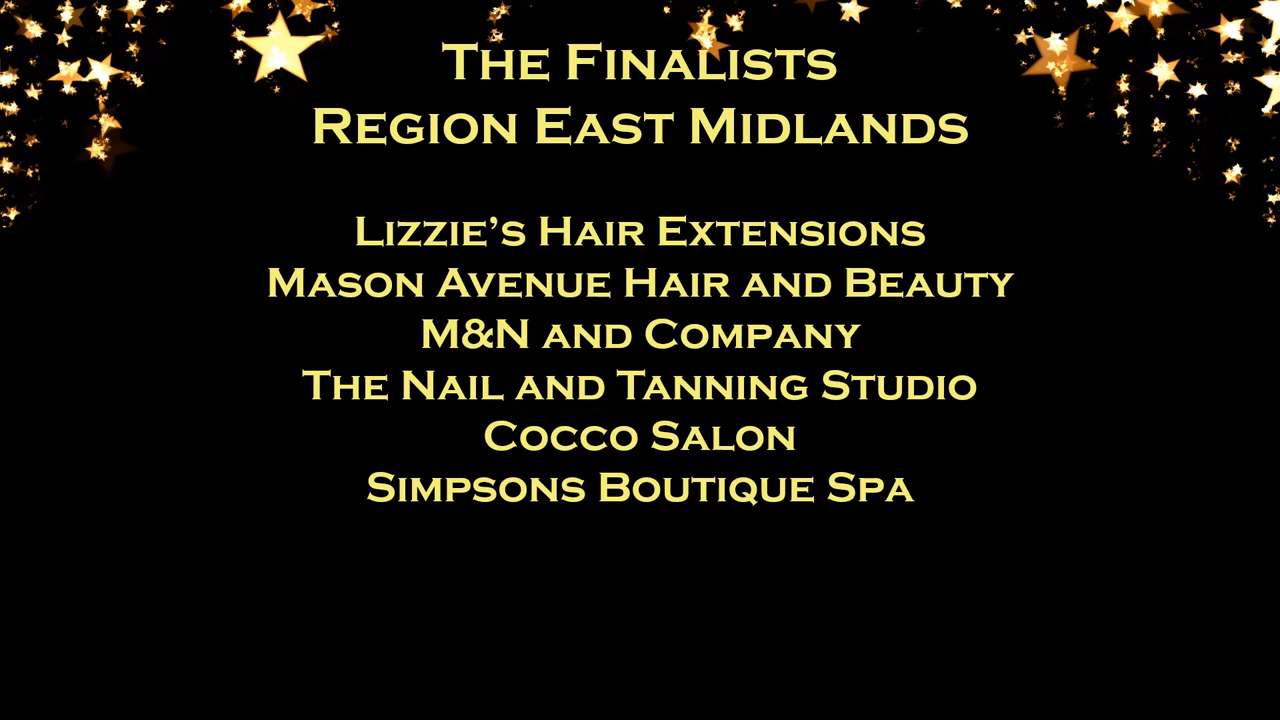 The Finalists
Region East Midlands
Lizzie’s Hair Extensions
Mason Avenue Hair and Beauty
M&N and Company
The Nail and Tanning Studio
Cocco Salon
Simpsons Boutique Spa